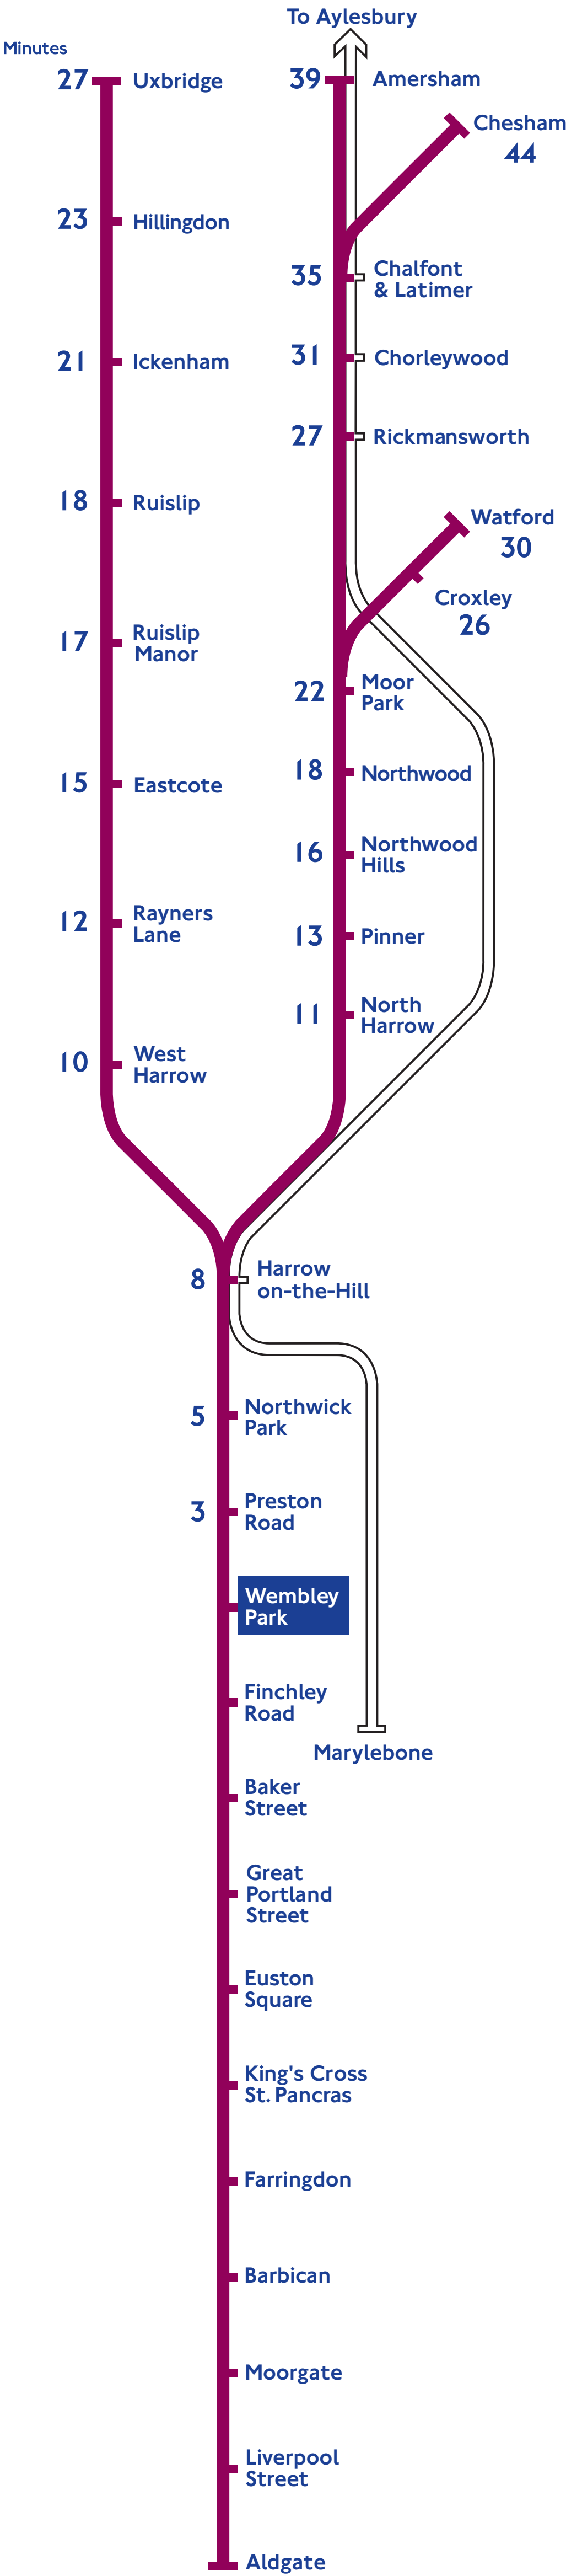 To Aylesbury
Minutes
27 Uxbridge
39 Amersham
Chesham
44
23 Hillingdon
35 Chalfont
& Latimer
31 Chorleywood
21 Ickenham
27 Rickmansworth
18 Ruislip
Watford
30
Croxley
26
17 Ruislip
Manor
22 Moor
Park
18 Northwood
15 Eastcote
16 Northwood
Hills
12 Rayners
Lane
13 Pinner
11 North
Harrow
10 West
Harrow
8 Harrow
on-the-Hill
5 Northwick
Park
3 Preston
Road
Wembley
Park
Finchley
Road
Marylebone
Baker
Street
Great
Portland
Street
Euston
Square
King's Cross
St. Pancras
Farringdon
Barbican
Moorgate
Liverpool
Street
Aldgate